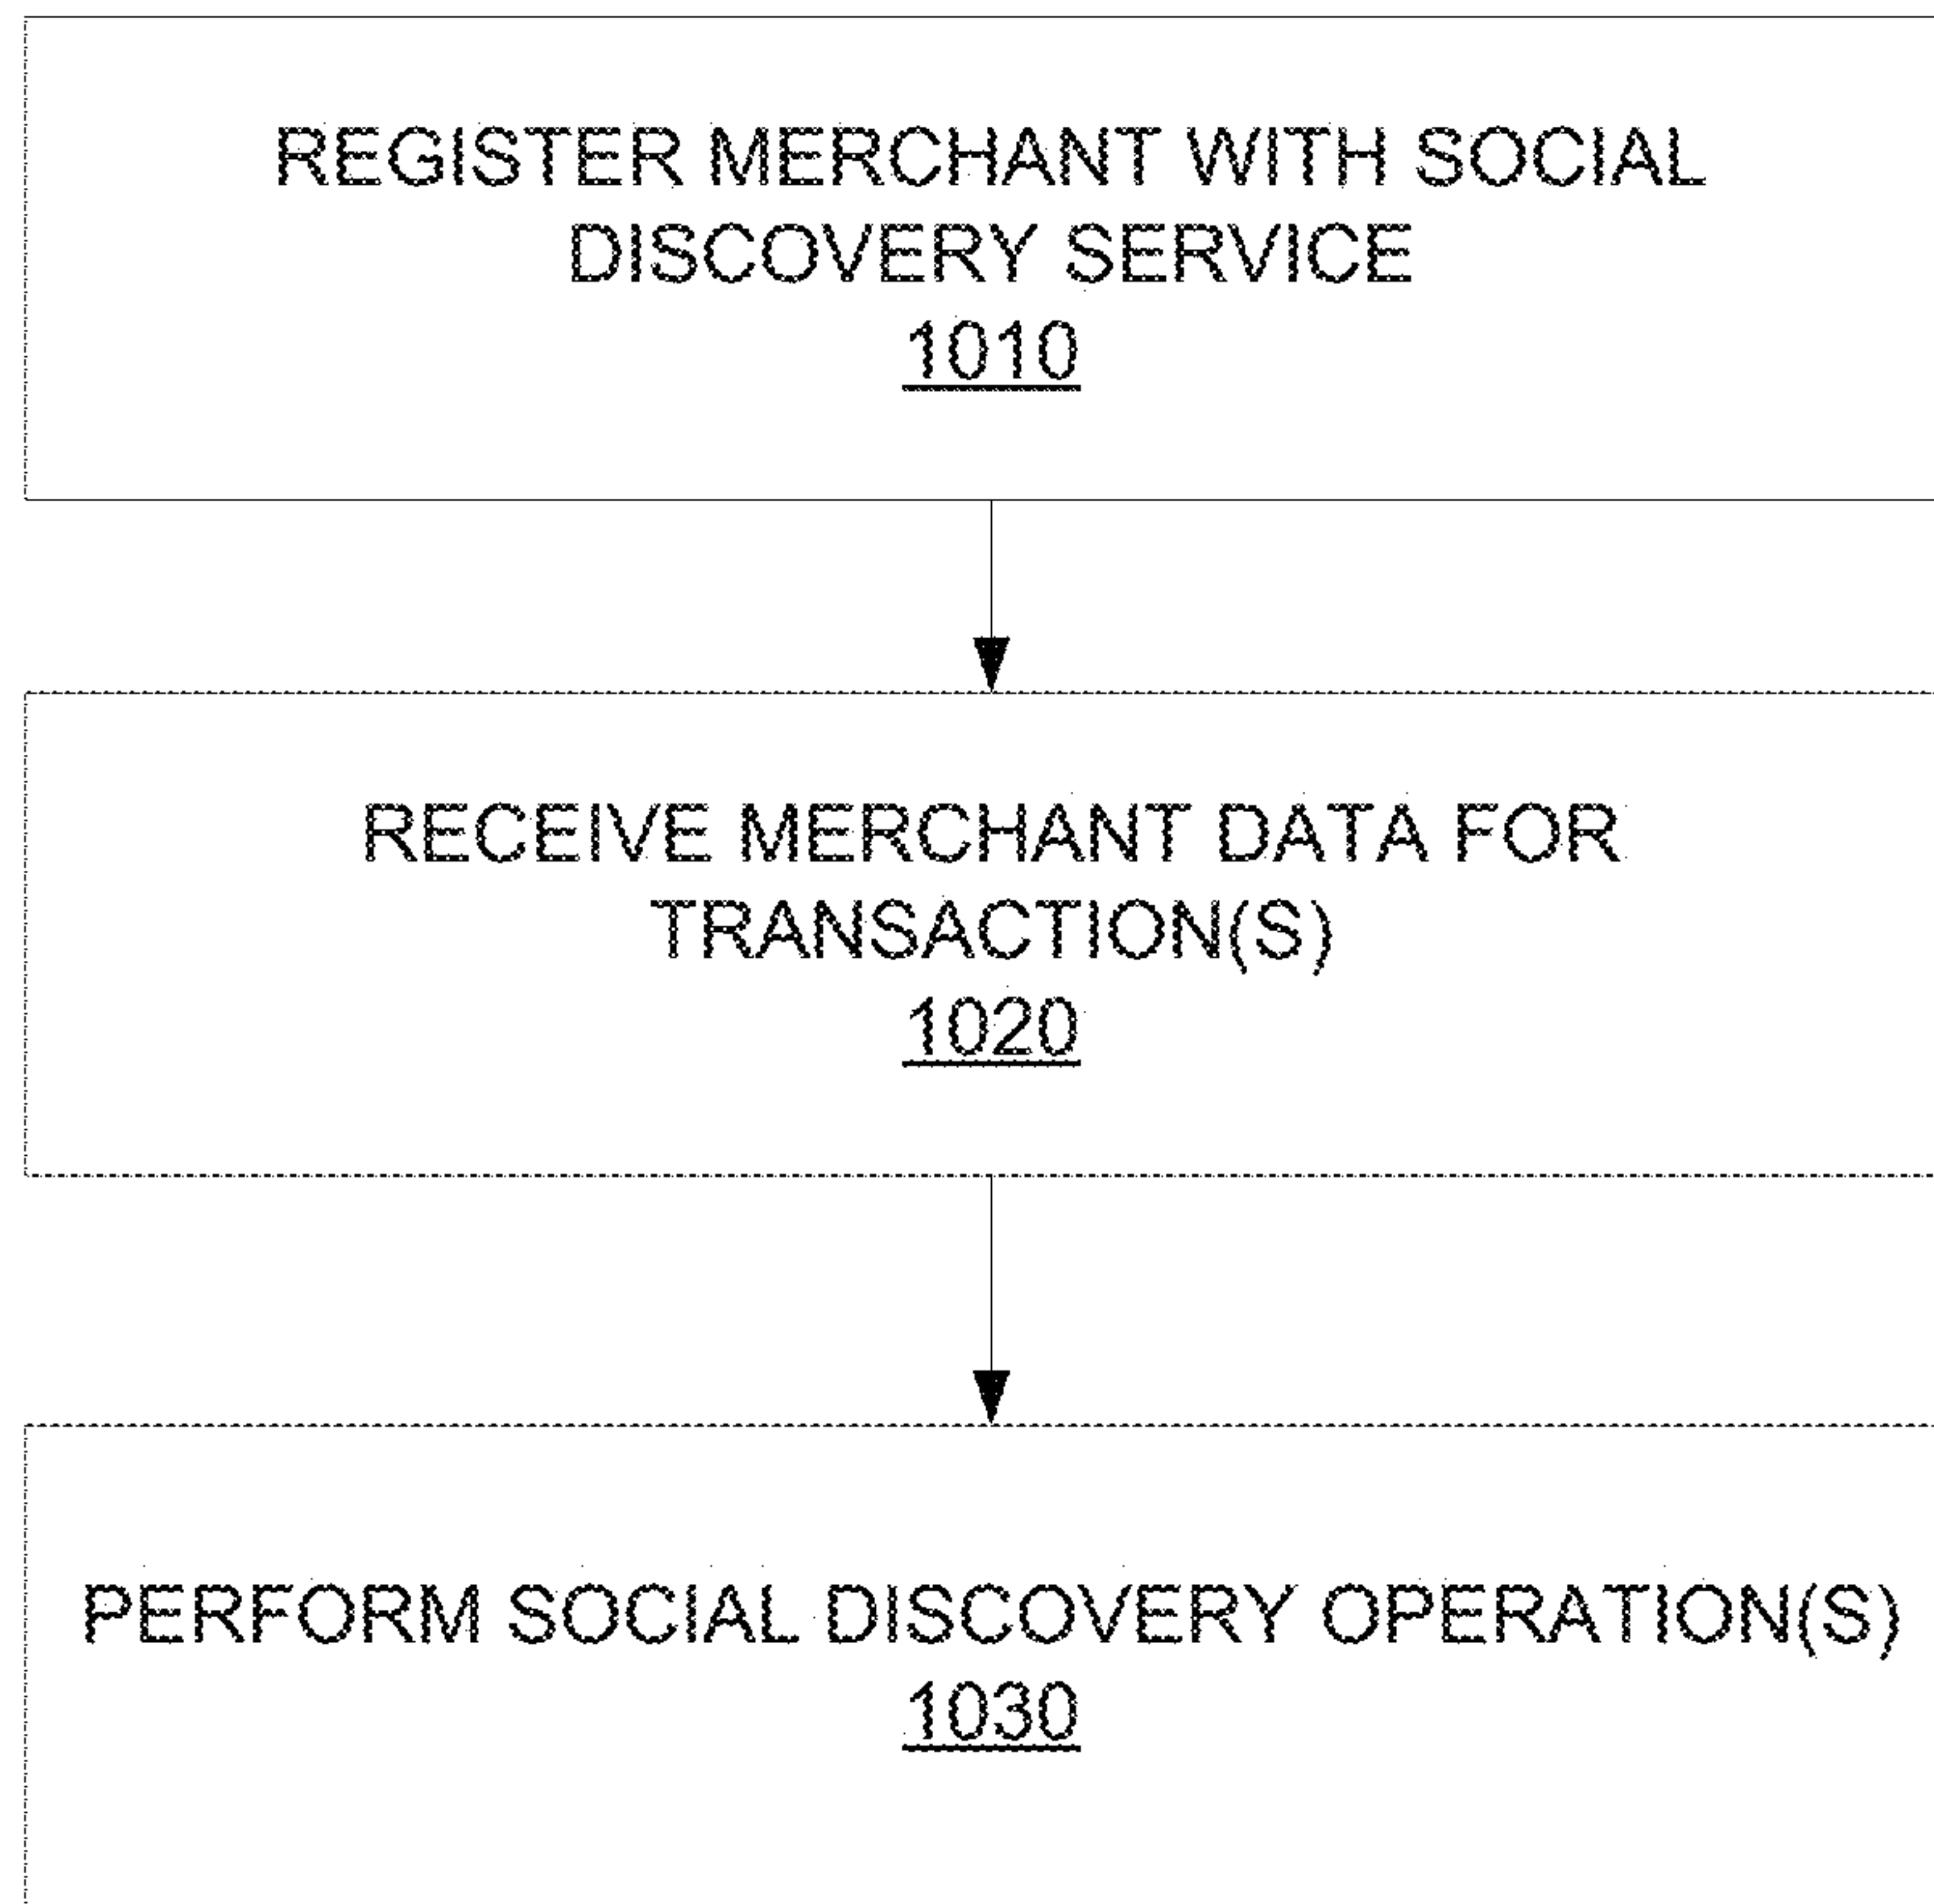 REGISTER MERCHANT WITH SOCIAL
DISCOVERY SERVICE
1010
RECEIVE MERCHANT DATA FOR
TRANSACTION(S)
1020
PERFORM SOCIAL DISCOVERY OPERATION(S)
1030